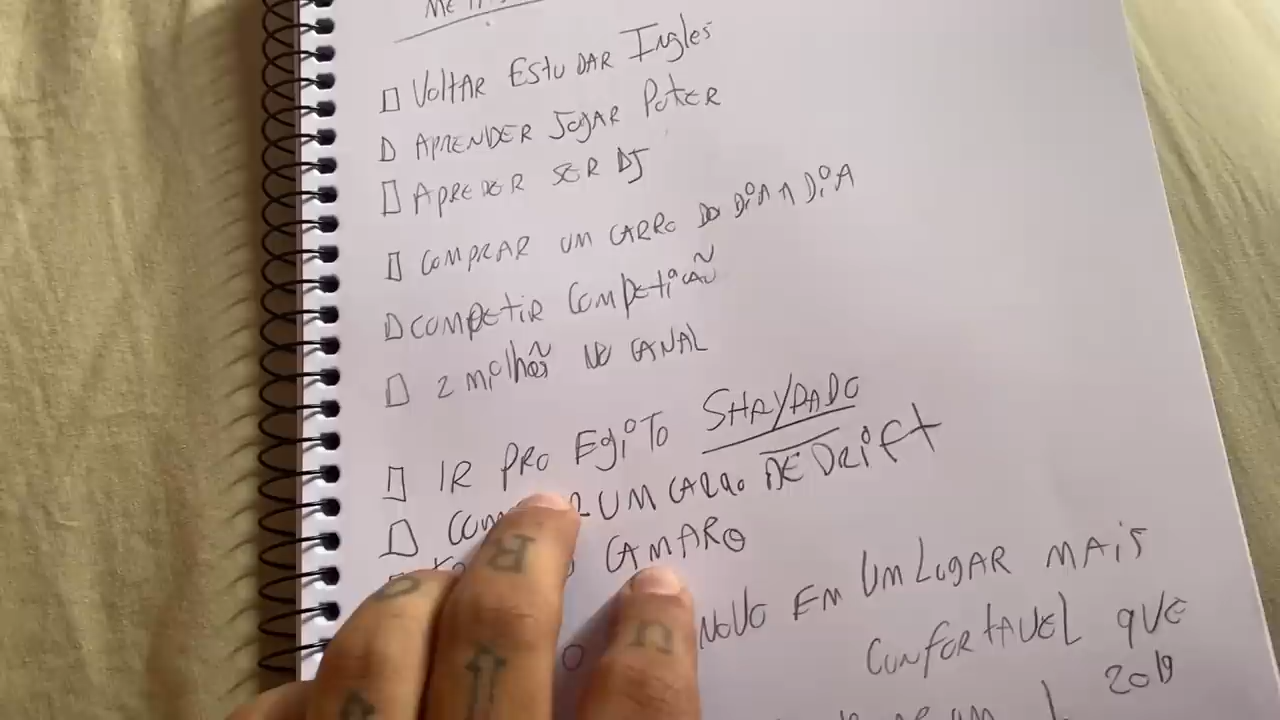 VOLTAR ESTUDAR INGLES
APRENDER JOGAR POKER
APREDER SER DJ
COMPRAR UM CARRO DO DIA A DIA
COMPETIR COMPETIÇÃO
2 milhões NO CANAL
IR PRO EGITO SHAYPADO
UM CARRO DE DRIFT
CAMARO
NOVO EM UM LUGAR MAIS
CONFORTAVEL QUE
2019